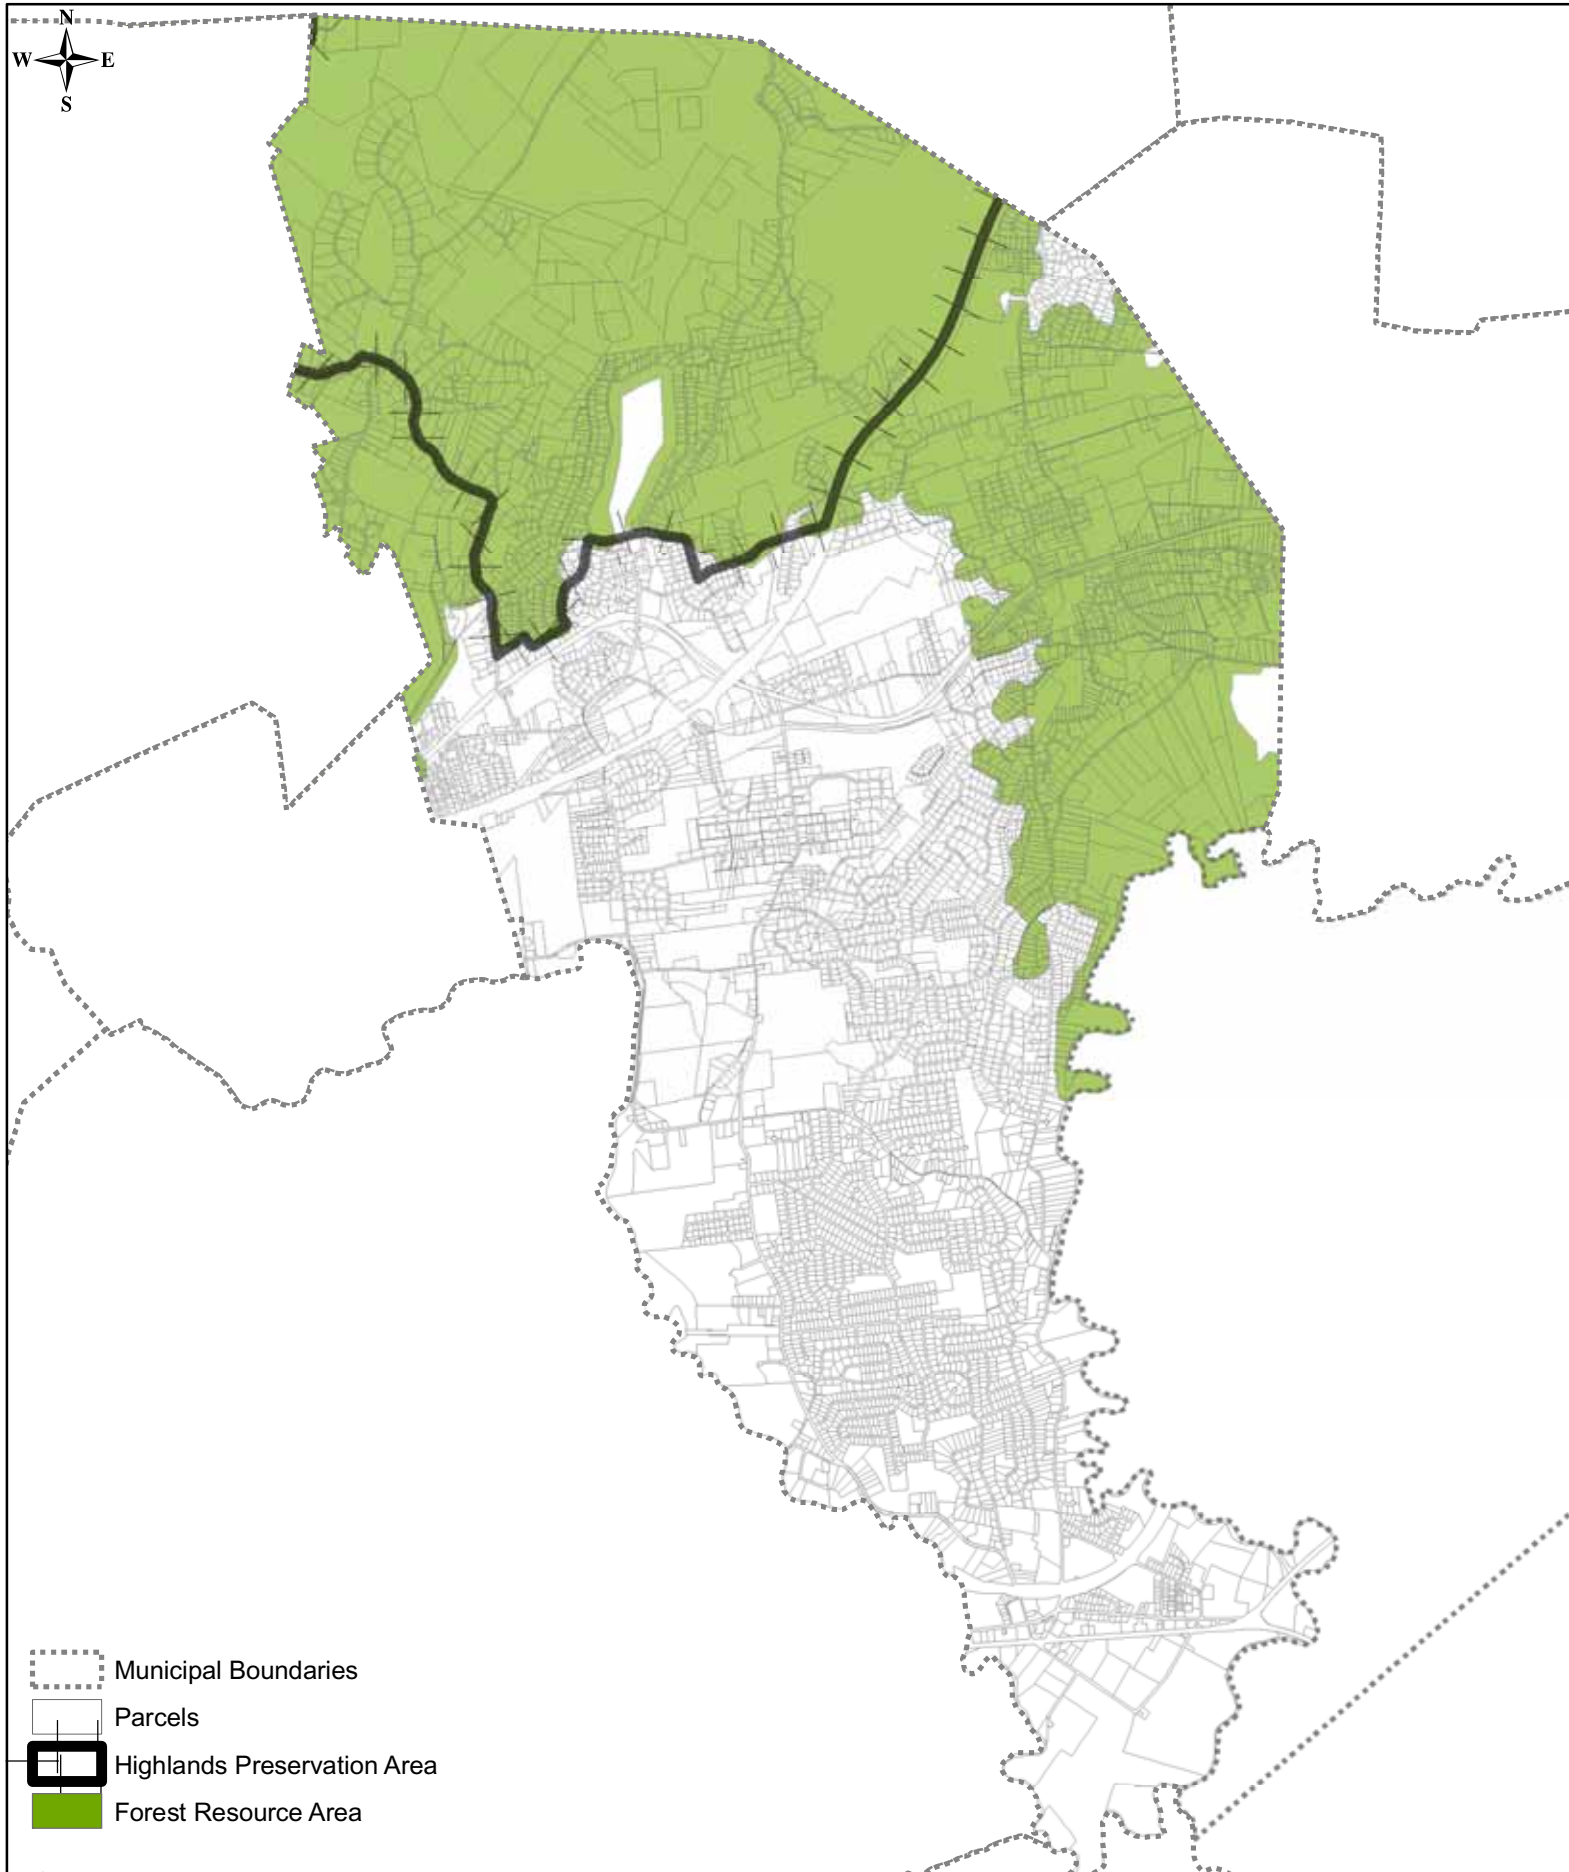 N
W E
S
Municipal Boundaries
Parcels
Highlands Preservation Area
Forest Resource Area